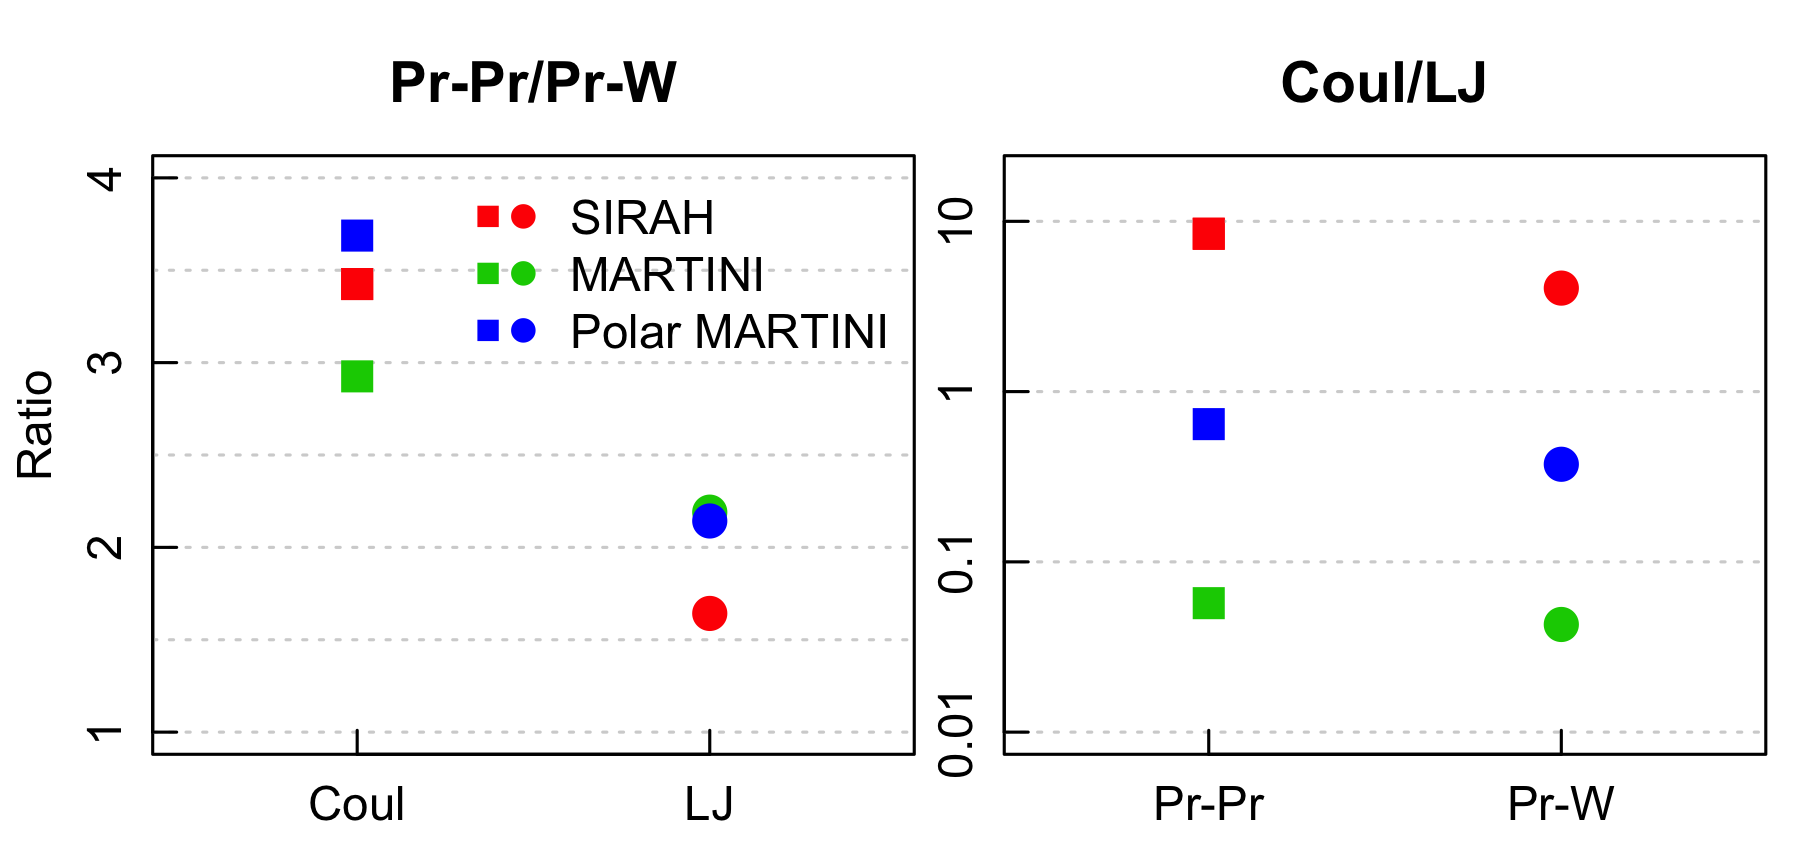 Pr-Pr/Pr-W
Ratio
4
3
2
1
SIRAH
MARTINI
Polar MARTINI
Coul
LJ
Coul/LJ
10
1
0.1
0.01
Pr-Pr
Pr-W